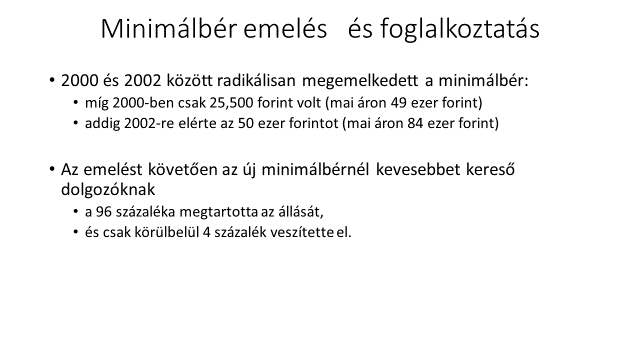 Minimálbér emelés és foglalkoztatás
• 2000 és 2002 között radikálisan megemelkedett a minimálbér:
• míg 2000-ben csak 25,500 forint volt (mai áron 49 ezer forint)
• addig 2002-re elérte az 50 ezer forintot (mai áron 84 ezer forint)
• Az emelést követően az új minimálbérnél kevesebbet kereső
dolgozóknak
• a 96 százaléka megtartotta az állását,
• és csak körülbelül 4 százalék veszítette el.